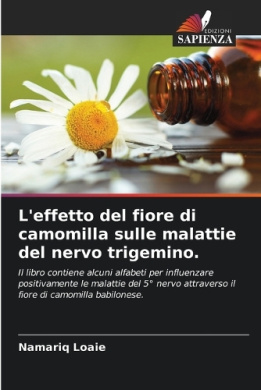 EDIZIONI
SAPIENZA
L'effetto del fiore di
camomilla sulle malattie
del nervo trigemino.
Il libro contiene alcuni alfabeti per influenzare
positivamente le malattie del 5° nervo attraverso il
fiore di camomilla babilonese.
Namariq Loaie